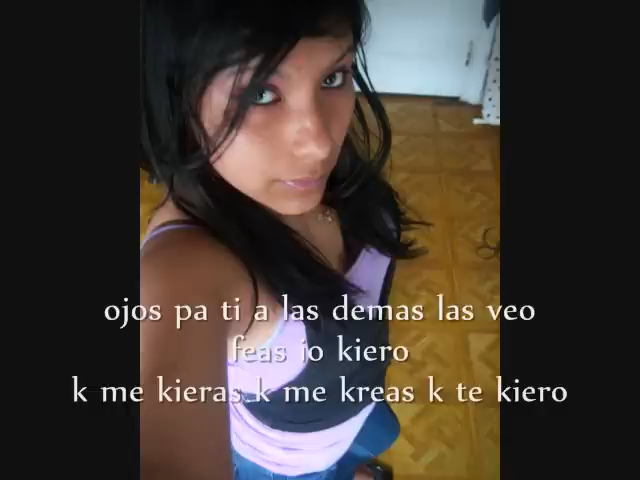 ojos pa ti a las demas las veo
feas io kiero
k me kieras k me kreas k te kiero